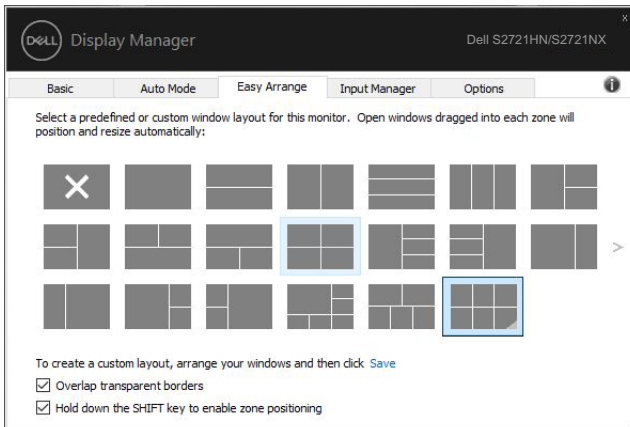 x
DELL Display Manager Dell S2721HN/S2721NX
Basic Auto Mode Easy Arrange Input Manager Options
Select a predefined or custom window layout for this monitor. Open windows dragged into each zone will
position and resize automatically:
To create a custom layout, arrange your windows and then click Save
Overlap transparent borders
Hold down the SHIFT key to enable zone positioning